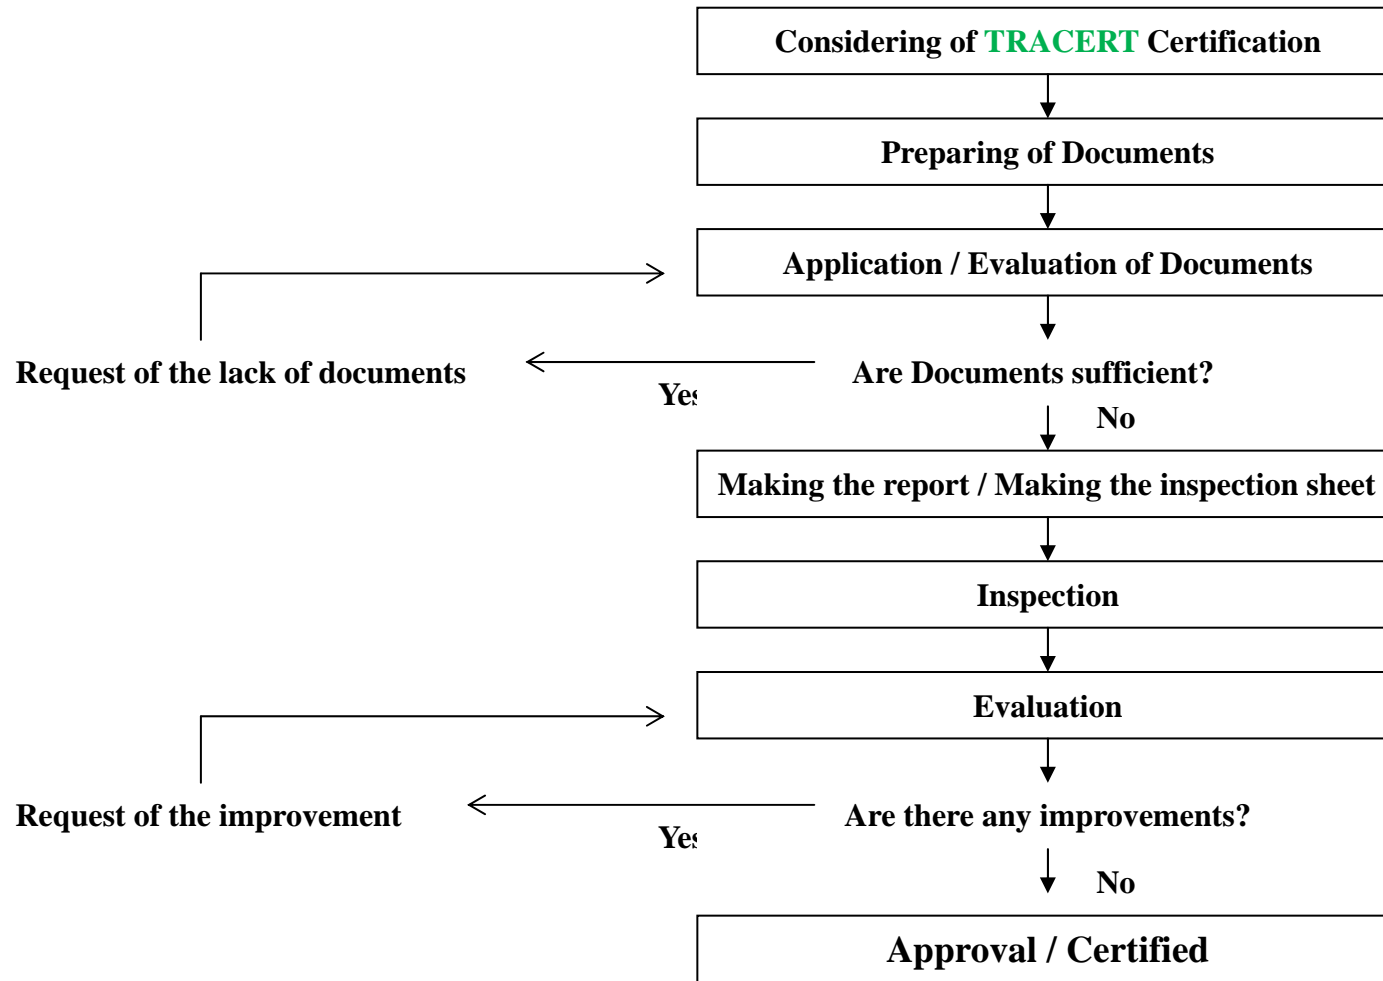 Considering of TRACERT Certification
Preparing of Documents
Application / Evaluation of Documents
Request of the lack of documents
Are Documents sufficient?
Yes
No
Making the report / Making the inspection sheet
Inspection
Evaluation
Request of the improvement
Are there any improvements?
Yes
No
Approval / Certified